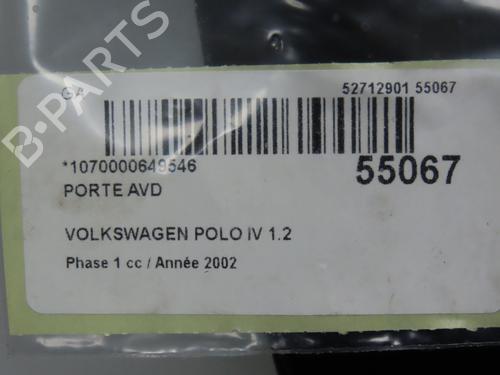 B-PARTS
GA 52712901 55067
*1070000649546 55067
PORTE AVD
VOLKSWAGEN POLO IV 1.2
Phase 1 cc / Année 2002